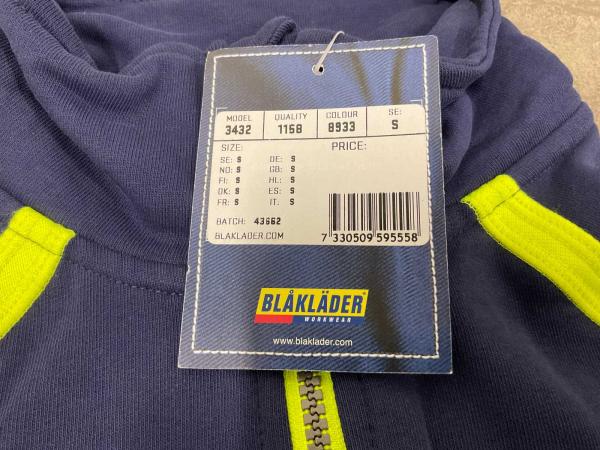 MODEL QUALITY COLOUR SE:
3432 1158 8933 S
SIZE: PRICE:
SE: S DE: S
NO: S GB: S
FI: S NL: S
DK: S ES: S
FR: S IT: S
BATCH: 43662
BLAKLADER.COM
7 330509 595558
BLÅKLÄDER
WORKWEAR
www.blaklader.com